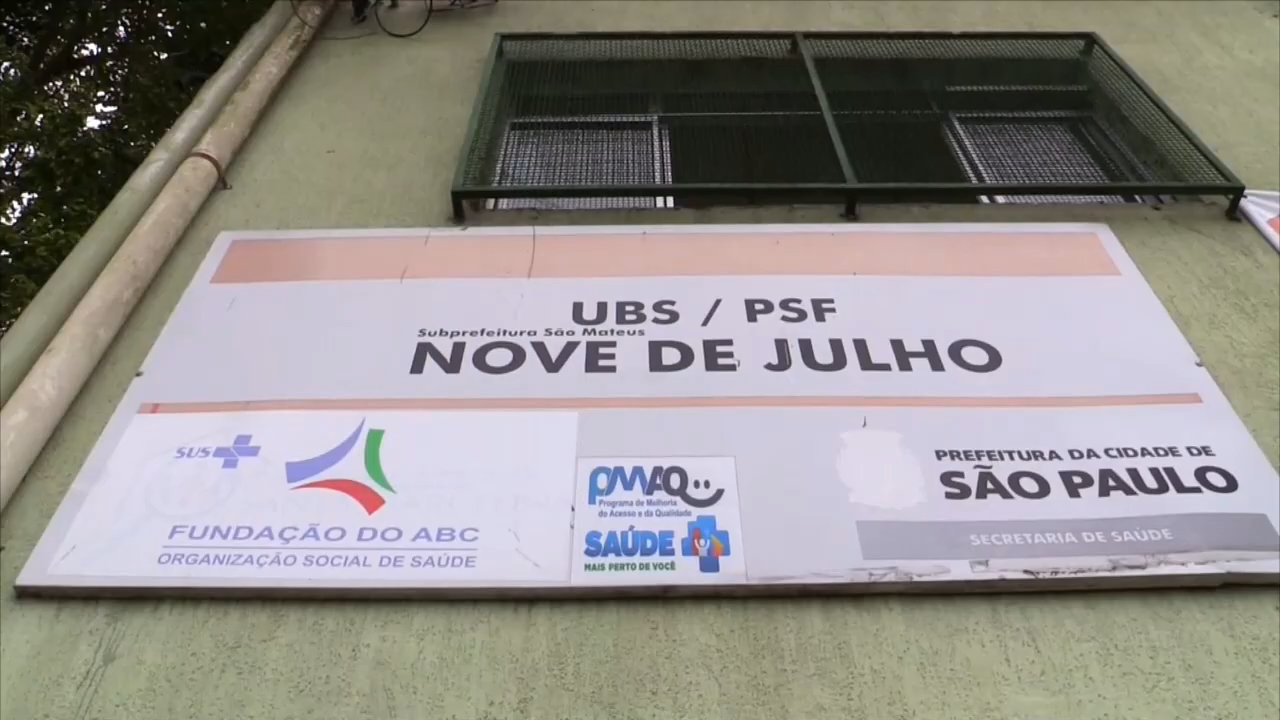 UBS / PSF
Subprefeitura São Mateus
NOVE DE JULHO
SUS
FUNDAÇÃO DO ABC
ORGANIZAÇÃO SOCIAL DE SAÚDE
PMAQ
Programa de Melhoria
do Acesso e da Qualidade
SAÚDE
MAIS PERTO DE VOCÊ
PREFEITURA DA CIDADE DE
SÃO PAULO
SECRETARIA DE SAÚDE